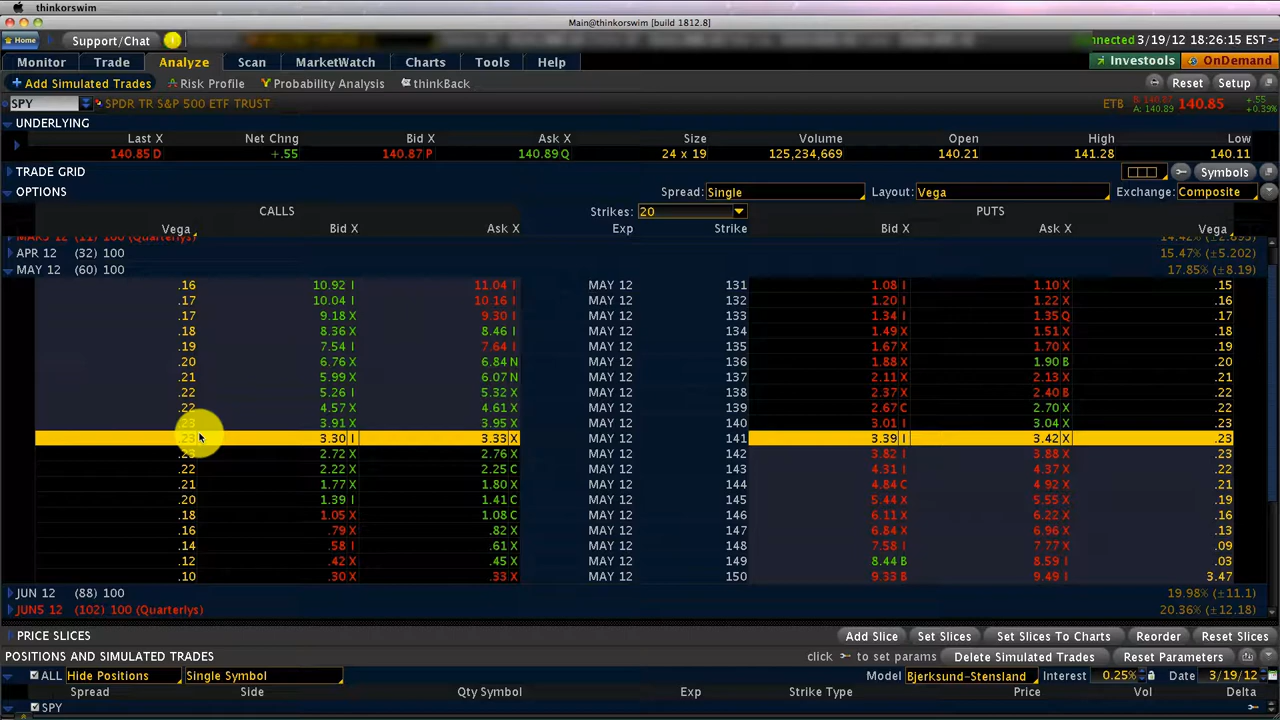 thinkorswim
Main@thinkorswim [build 1812.8]
Home Support/Chat i nnected 3/19/12 18:26:15 EST
Monitor Trade Analyze Scan MarketWatch Charts Tools Help Investools OnDemand
+ Add Simulated Trades Risk Profile Probability Analysis thinkBack Reset Setup
SPY SPDR TR S&P 500 ETF TRUST ETB B: 140.87 A: 140.89 140.85 +.55 +0.39%
UNDERLYING
Last X Net Chng Bid X Ask X Size Volume Open High Low
140.85 D +.55 140.87 P 140.89 Q 24 x 19 125,234,669 140.21 141.28 140.11
TRADE GRID Symbols
OPTIONS Spread: Single Layout: Vega Exchange: Composite
CALLS Strikes: 20 PUTS
Vega Bid X Ask X Exp Strike Bid X Ask X Vega
MAR5 12 (11) 100 (Quarterlys) 14.42% (±2.895)
APR 12 (32) 100 15.47% (±5.202)
MAY 12 (60) 100 17.85% (±8.19)
.16 10.92 I 11.04 I MAY 12 131 1.08 I 1.10 X .15
.17 10.04 I 10.16 I MAY 12 132 1.20 I 1.22 X .16
.17 9.18 X 9.30 I MAY 12 133 1.34 I 1.35 Q .17
.18 8.36 X 8.46 I MAY 12 134 1.49 X 1.51 X .18
.19 7.54 I 7.64 I MAY 12 135 1.67 X 1.70 X .19
.20 6.76 X 6.84 N MAY 12 136 1.88 X 1.90 B .20
.21 5.99 X 6.07 N MAY 12 137 2.11 X 2.13 X .21
.22 5.26 I 5.32 X MAY 12 138 2.37 X 2.40 B .22
.22 4.57 X 4.61 X MAY 12 139 2.67 C 2.70 X .22
.23 3.91 X 3.95 X MAY 12 140 3.01 I 3.04 X .23
.23 3.30 I 3.33 X MAY 12 141 3.39 I 3.42 X .23
.23 2.72 X 2.76 X MAY 12 142 3.82 I 3.88 X .23
.22 2.22 X 2.25 C MAY 12 143 4.31 I 4.37 X .22
.21 1.77 X 1.80 X MAY 12 144 4.84 C 4.92 X .21
.20 1.39 I 1.41 C MAY 12 145 5.44 X 5.55 X .19
.18 1.05 X 1.08 C MAY 12 146 6.11 X 6.22 X .16
.16 .79 X .82 X MAY 12 147 6.84 X 6.96 X .13
.14 .58 I .61 X MAY 12 148 7.58 I 7.77 X .09
.12 .42 X .45 X MAY 12 149 8.44 B 8.59 I .03
.10 .30 X .33 X MAY 12 150 9.33 B 9.49 I 3.47
JUN 12 (88) 100 19.98% (±11.1)
JUN5 12 (102) 100 (Quarterlys) 20.36% (±12.18)
PRICE SLICES Add Slice Set Slices Set Slices To Charts Reorder Reset Slices
POSITIONS AND SIMULATED TRADES click to set params Delete Simulated Trades Reset Parameters
ALL Hide Positions Single Symbol Model Bjerksund-Stensland Interest 0.25% Date 3/19/12
Spread Side Qty Symbol Exp Strike Type Price Vol Delta
SPY